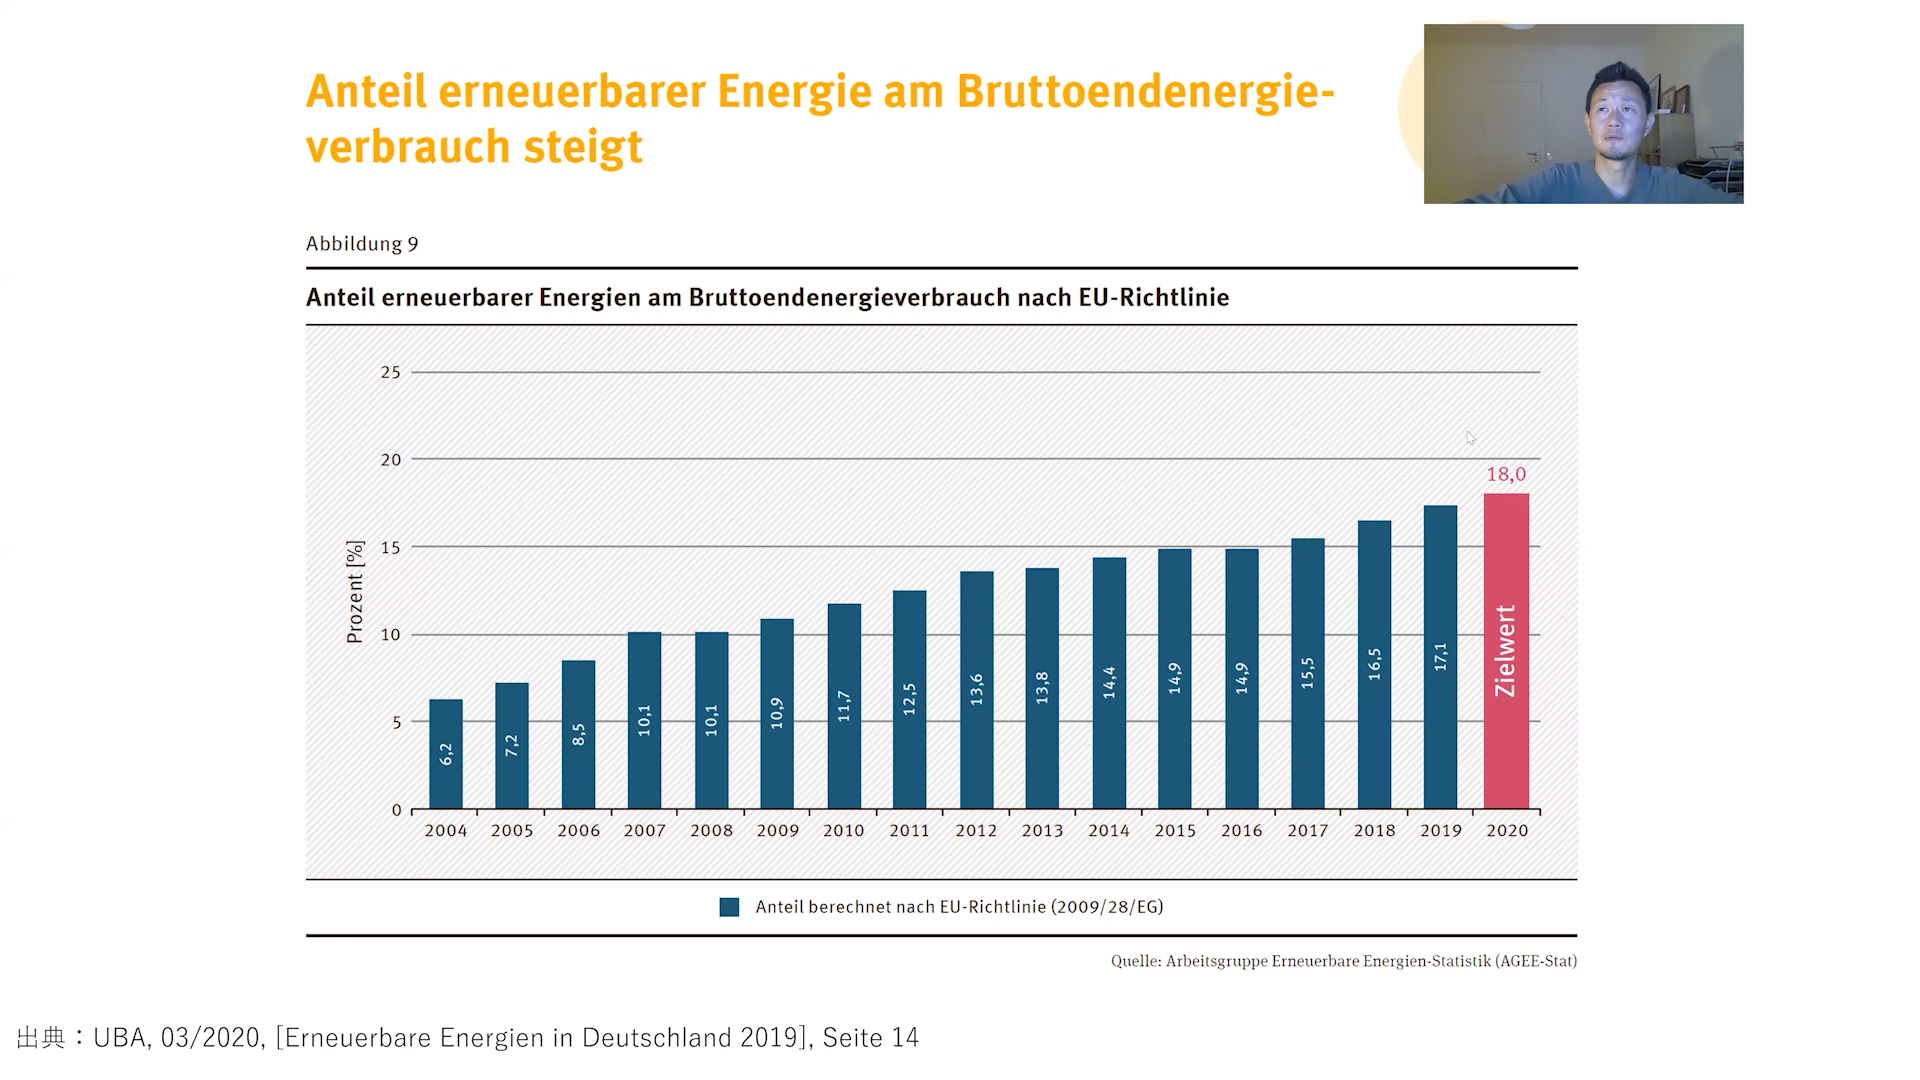 Anteil erneuerbarer Energie am Bruttoendenergie-
verbrauch steigt
Abbildung 9
Anteil erneuerbarer Energien am Bruttoendenergieverbrauch nach EU-Richtlinie
Prozent [%]
25
20
15
10
5
0
6,2
7,2
8,5
10,1
10,1
10,9
11,7
12,5
13,6
13,8
14,4
14,9
14,9
15,5
16,5
17,1
18,0
Zielwert
2004 2005 2006 2007 2008 2009 2010 2011 2012 2013 2014 2015 2016 2017 2018 2019 2020
Anteil berechnet nach EU-Richtlinie (2009/28/EG)
Quelle: Arbeitsgruppe Erneuerbare Energien-Statistik (AGEE-Stat)
出典：UBA, 03/2020, [Erneuerbare Energien in Deutschland 2019], Seite 14